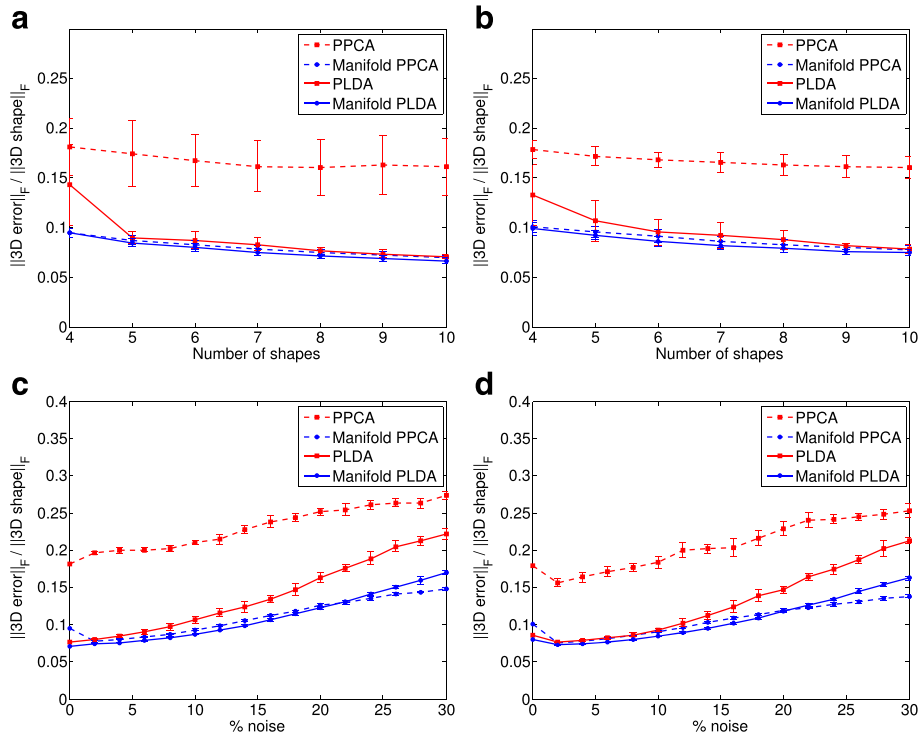 a
0.25
0.2
0.15
0.1
0.05
0
4 5 6 7 8 9 10
Number of shapes
||3D error||F / ||3D shape||F
PPCA
Manifold PPCA
PLDA
Manifold PLDA
b
0.25
0.2
0.15
0.1
0.05
0
4 5 6 7 8 9 10
Number of shapes
||3D error||F / ||3D shape||F
PPCA
Manifold PPCA
PLDA
Manifold PLDA
c
0.4
0.35
0.3
0.25
0.2
0.15
0.1
0.05
0
0 5 10 15 20 25 30
% noise
||3D error||F / ||3D shape||F
PPCA
Manifold PPCA
PLDA
Manifold PLDA
d
0.4
0.35
0.3
0.25
0.2
0.15
0.1
0.05
0
0 5 10 15 20 25 30
% noise
||3D error||F / ||3D shape||F
PPCA
Manifold PPCA
PLDA
Manifold PLDA